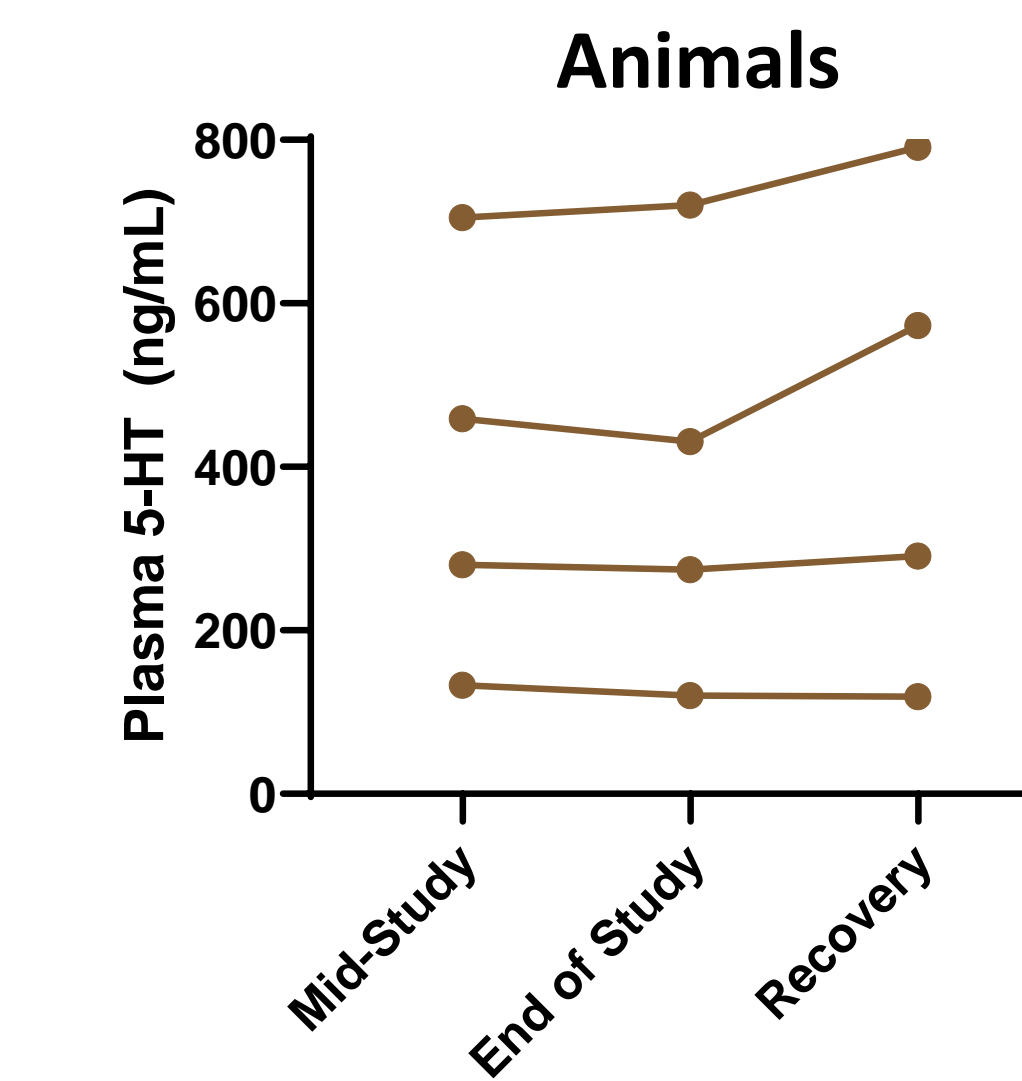 Animals
Plasma 5-HT  (ng/mL)
800
600
400
200
0
Mid-Study
End of Study
Recovery